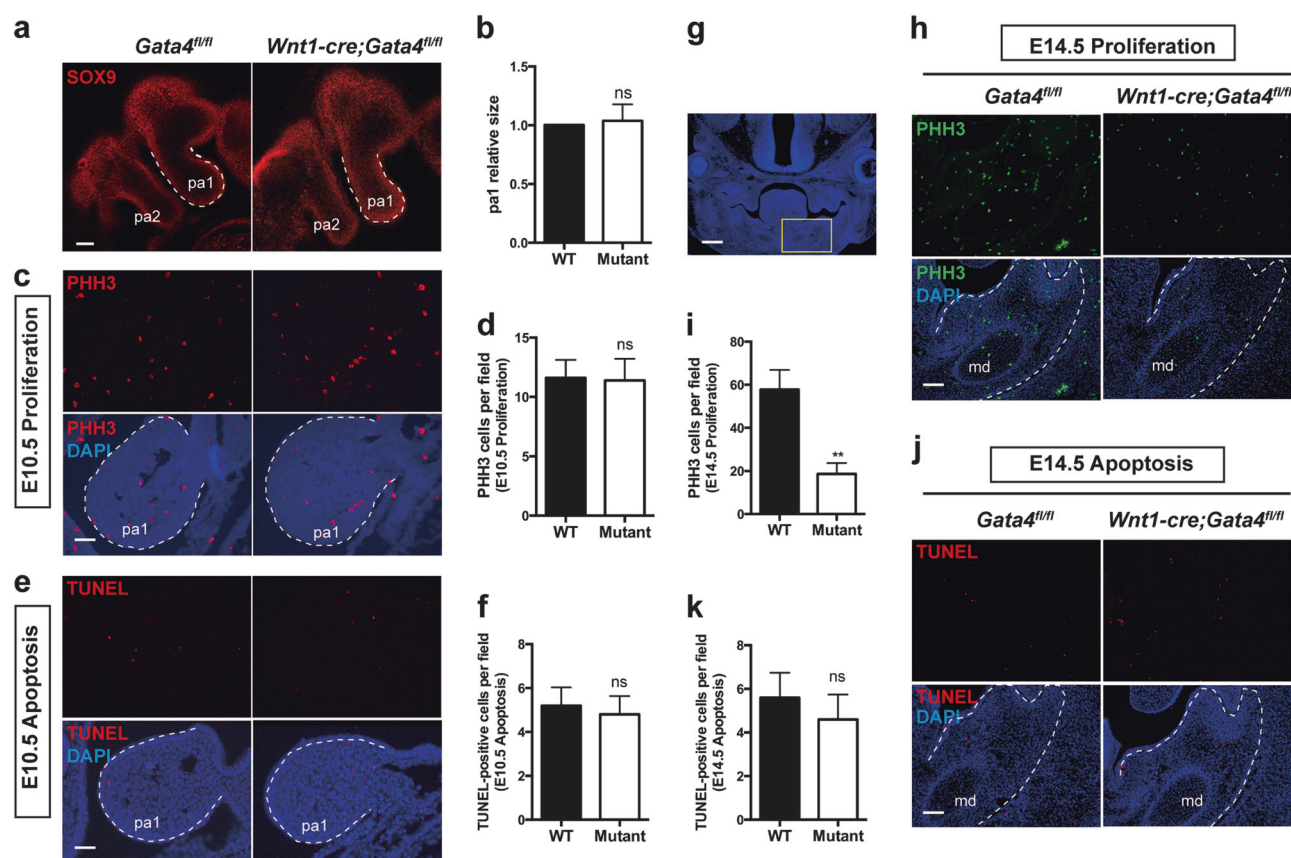 a
Gata4fl/fl
Wnt1-cre;Gata4fl/fl
SOX9
pa1
pa2
pa1
pa2
b
pa1 relative size
1.5
1.0
0.5
0.0
ns
WT
Mutant
c
E10.5 Proliferation
PHH3
PHH3
DAPI
pa1
pa1
d
PHH3 cells per field
(E10.5 Proliferation)
15
10
5
0
ns
WT
Mutant
e
E10.5 Apoptosis
TUNEL
TUNEL
DAPI
pa1
pa1
f
TUNEL-positive cells per field
(E10.5 Apoptosis)
8
6
4
2
0
ns
WT
Mutant
g
h
E14.5 Proliferation
Gata4fl/fl
Wnt1-cre;Gata4fl/fl
PHH3
PHH3
DAPI
md
md
i
PHH3 cells per field
(E14.5 Proliferation)
80
60
40
20
0
**
WT
Mutant
j
E14.5 Apoptosis
Gata4fl/fl
Wnt1-cre;Gata4fl/fl
TUNEL
TUNEL
DAPI
md
md
k
TUNEL-positive cells per field
(E14.5 Apoptosis)
8
6
4
2
0
ns
WT
Mutant